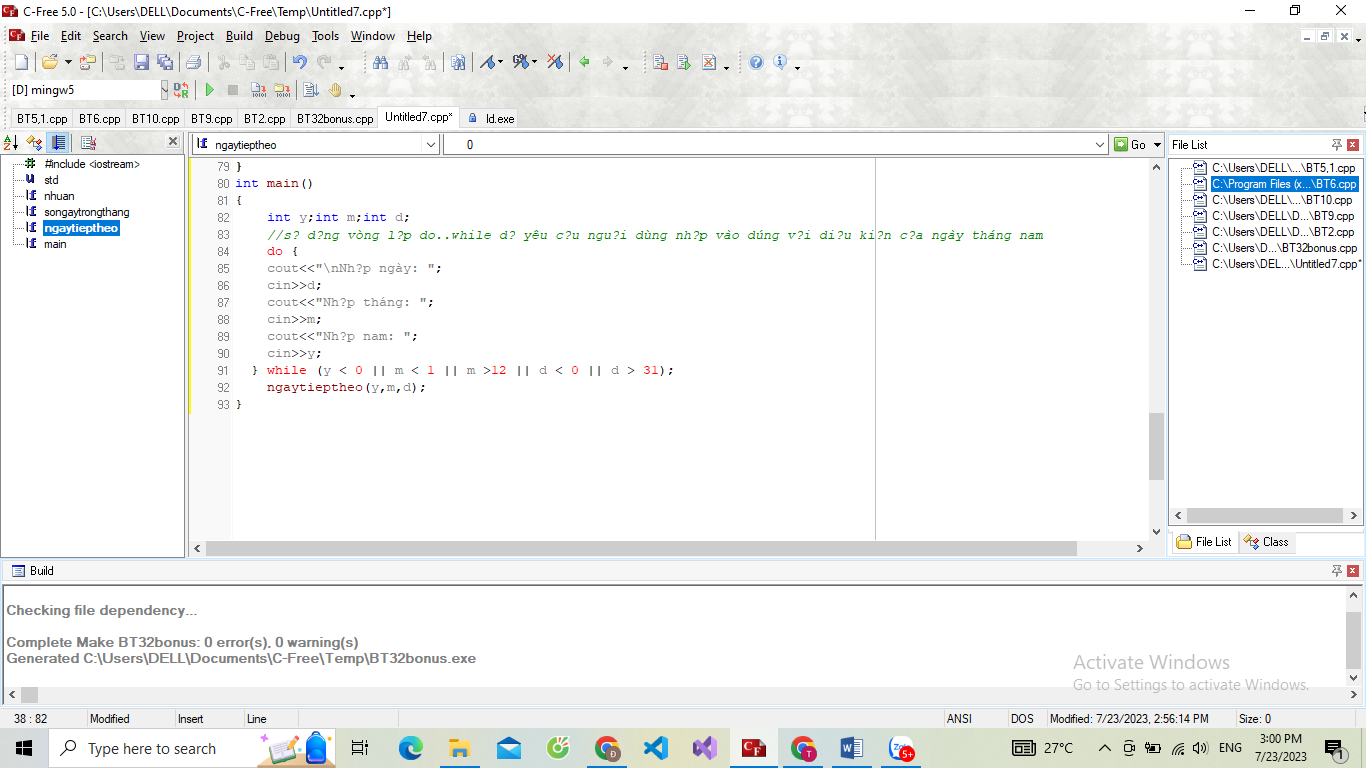 C-Free 5.0 - [C:\Users\DELL\Documents\C-Free\Temp\Untitled7.cpp*]
File Edit Search View Project Build Debug Tools Window Help
[D] mingw5
BT5,1.cpp BT6.cpp BT10.cpp BT9.cpp BT2.cpp BT32bonus.cpp Untitled7.cpp* ld.exe
ngaytieptheo 0 Go File List
#include <iostream>
std
nhuan
songaytrongthang
ngaytieptheo
main
79 }
80 int main()
81 {
82 int y;int m;int d;
83 //s? d?ng vòng l?p do..while d? yêu c?u ngu?i dùng nh?p vào dúng v?i di?u ki?n c?a ngày tháng nam
84 do {
85 cout<<"\nNh?p ngày: ";
86 cin>>d;
87 cout<<"Nh?p tháng: ";
88 cin>>m;
89 cout<<"Nh?p nam: ";
90 cin>>y;
91 } while (y < 0 || m < 1 || m >12 || d < 0 || d > 31);
92 ngaytieptheo(y,m,d);
93 }
C:\Users\DELL\...\BT5,1.cpp
C:\Program Files (x...\BT6.cpp
C:\Users\DELL\...\BT10.cpp
C:\Users\DELL\D...\BT9.cpp
C:\Users\DELL\D...\BT2.cpp
C:\Users\D...\BT32bonus.cpp
C:\Users\DEL...\Untitled7.cpp*
File List Class
Build
Checking file dependency...
Complete Make BT32bonus: 0 error(s), 0 warning(s)
Generated C:\Users\DELL\Documents\C-Free\Temp\BT32bonus.exe
Activate Windows
Go to Settings to activate Windows.
38 : 82 Modified Insert Line ANSI DOS Modified: 7/23/2023, 2:56:14 PM Size: 0
Type here to search 27°C ENG 3:00 PM
7/23/2023